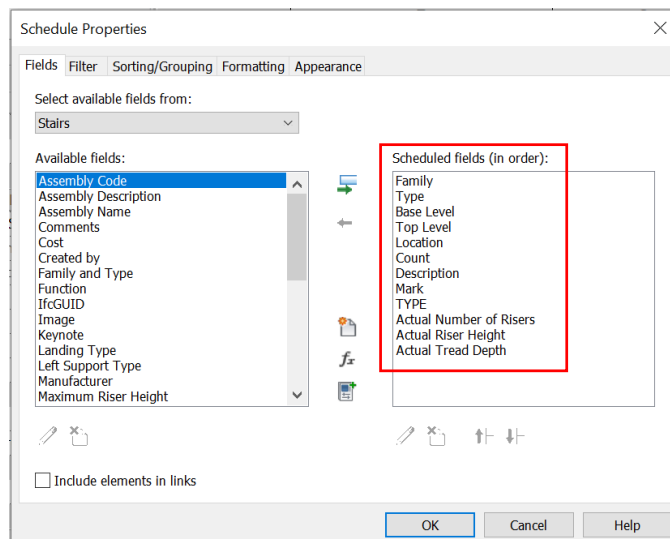 Schedule Properties
Fields Filter Sorting/Grouping Formatting Appearance
Select available fields from:
Stairs
Available fields:
Assembly Code
Assembly Description
Assembly Name
Comments
Cost
Created by
Family and Type
Function
IfcGUID
Image
Keynote
Landing Type
Left Support Type
Manufacturer
Maximum Riser Height
fx
Scheduled fields (in order):
Family
Type
Base Level
Top Level
Location
Count
Description
Mark
TYPE
Actual Number of Risers
Actual Riser Height
Actual Tread Depth
Include elements in links
OK Cancel Help